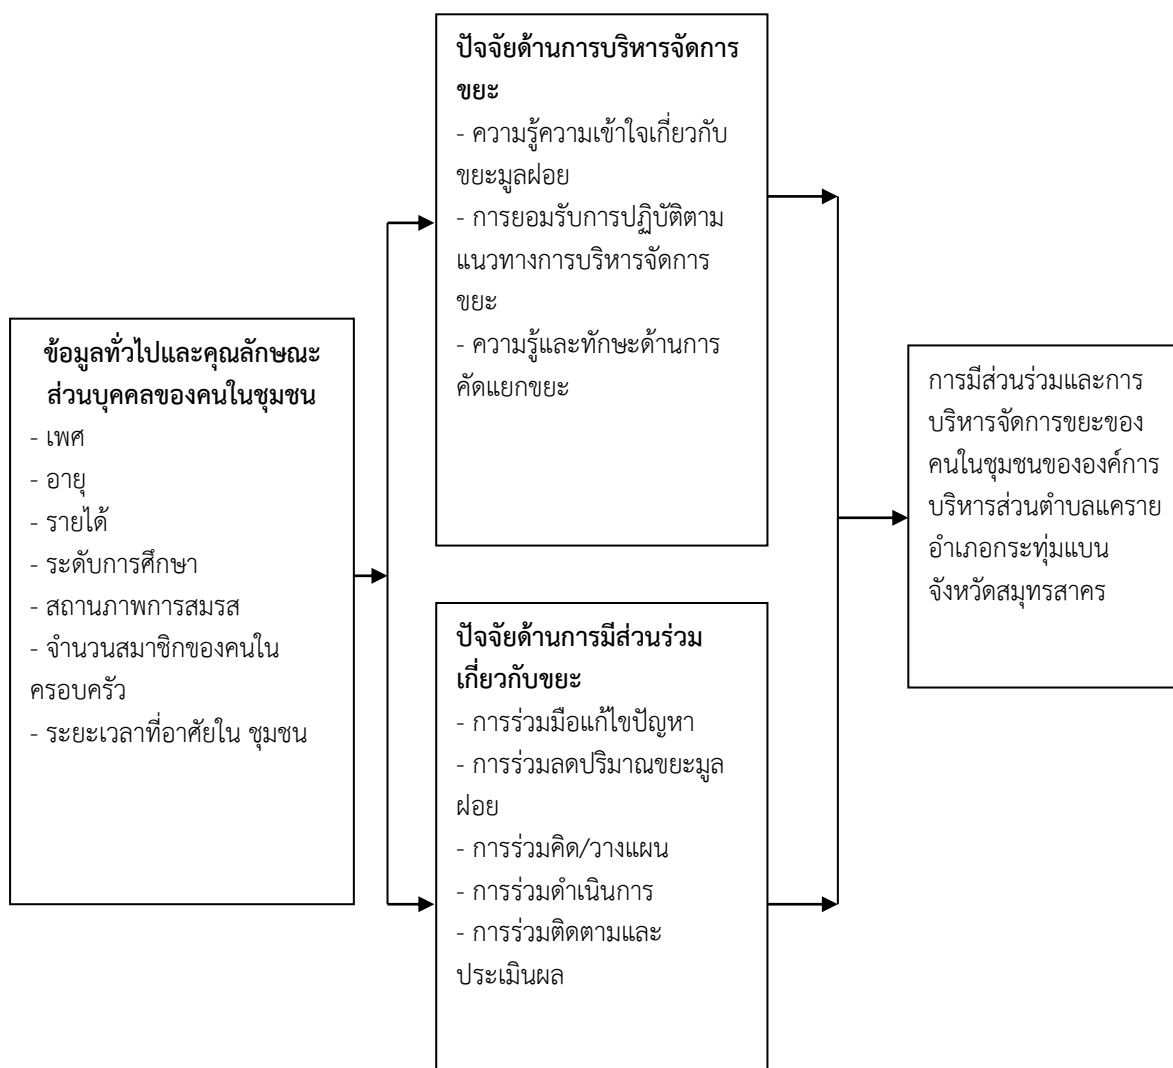 ข้อมูลทั่วไปและคุณลักษณะ
ส่วนบุคคลของคนในชุมชน
- เพศ
- อายุ
- รายได้
- ระดับการศึกษา
- สถานภาพการสมรส
- จำนวนสมาชิกของคนใน
ครอบครัว
- ระยะเวลาที่อาศัยใน ชุมชน
ปัจจัยด้านการบริหารจัดการ
ขยะ
- ความรู้ความเข้าใจเกี่ยวกับ
ขยะมูลฝอย
- การยอมรับการปฏิบัติตาม
แนวทางการบริหารจัดการ
ขยะ
- ความรู้และทักษะด้านการ
คัดแยกขยะ
ปัจจัยด้านการมีส่วนร่วม
เกี่ยวกับขยะ
- การร่วมมือแก้ไขปัญหา
- การร่วมลดปริมาณขยะมูล
ฝอย
- การร่วมคิด/วางแผน
- การร่วมดำเนินการ
- การร่วมติดตามและ
ประเมินผล
การมีส่วนร่วมและการ
บริหารจัดการขยะของ
คนในชุมชนขององค์การ
บริหารส่วนตำบลแคราย
อำเภอกระทุ่มแบน
จังหวัดสมุทรสาคร